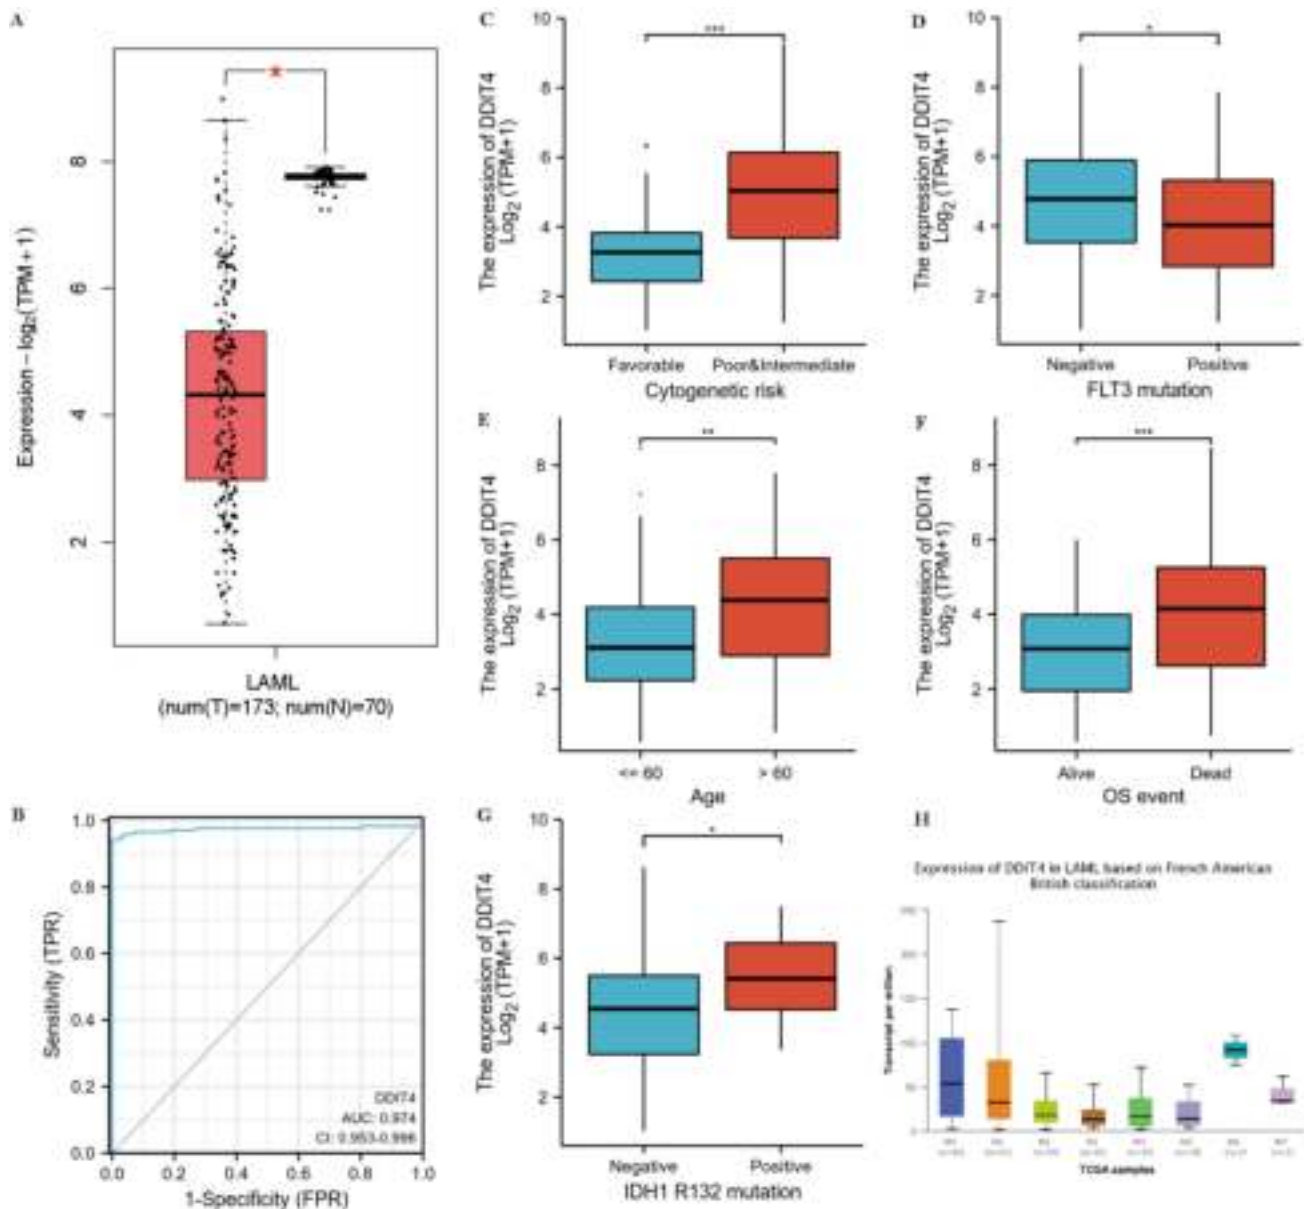 A
Expression – log₂(TPM + 1)
8
6
4
2
LAML
(num(T)=173; num(N)=70)
B
Sensitivity (TPR)
1.0
0.8
0.6
0.4
0.2
0.0
DDIT4
AUC: 0.974
CI: 0.953-0.996
0.0 0.2 0.4 0.6 0.8 1.0
1-Specificity (FPR)
C
The expression of DDIT4
Log₂ (TPM+1)
10
8
6
4
2
***
Favorable Poor&Intermediate
Cytogenetic risk
D
The expression of DDIT4
Log₂ (TPM+1)
10
8
6
4
2
*
Negative Positive
FLT3 mutation
E
The expression of DDIT4
Log₂ (TPM+1)
8
6
4
2
**
<= 60 > 60
Age
F
The expression of DDIT4
Log₂ (TPM+1)
8
6
4
2
***
Alive Dead
OS event
G
The expression of DDIT4
Log₂ (TPM+1)
10
8
6
4
2
*
Negative Positive
IDH1 R132 mutation
H
Expression of DDIT4 in LAML based on French American
British classification
Transcript per million
TCGA samples